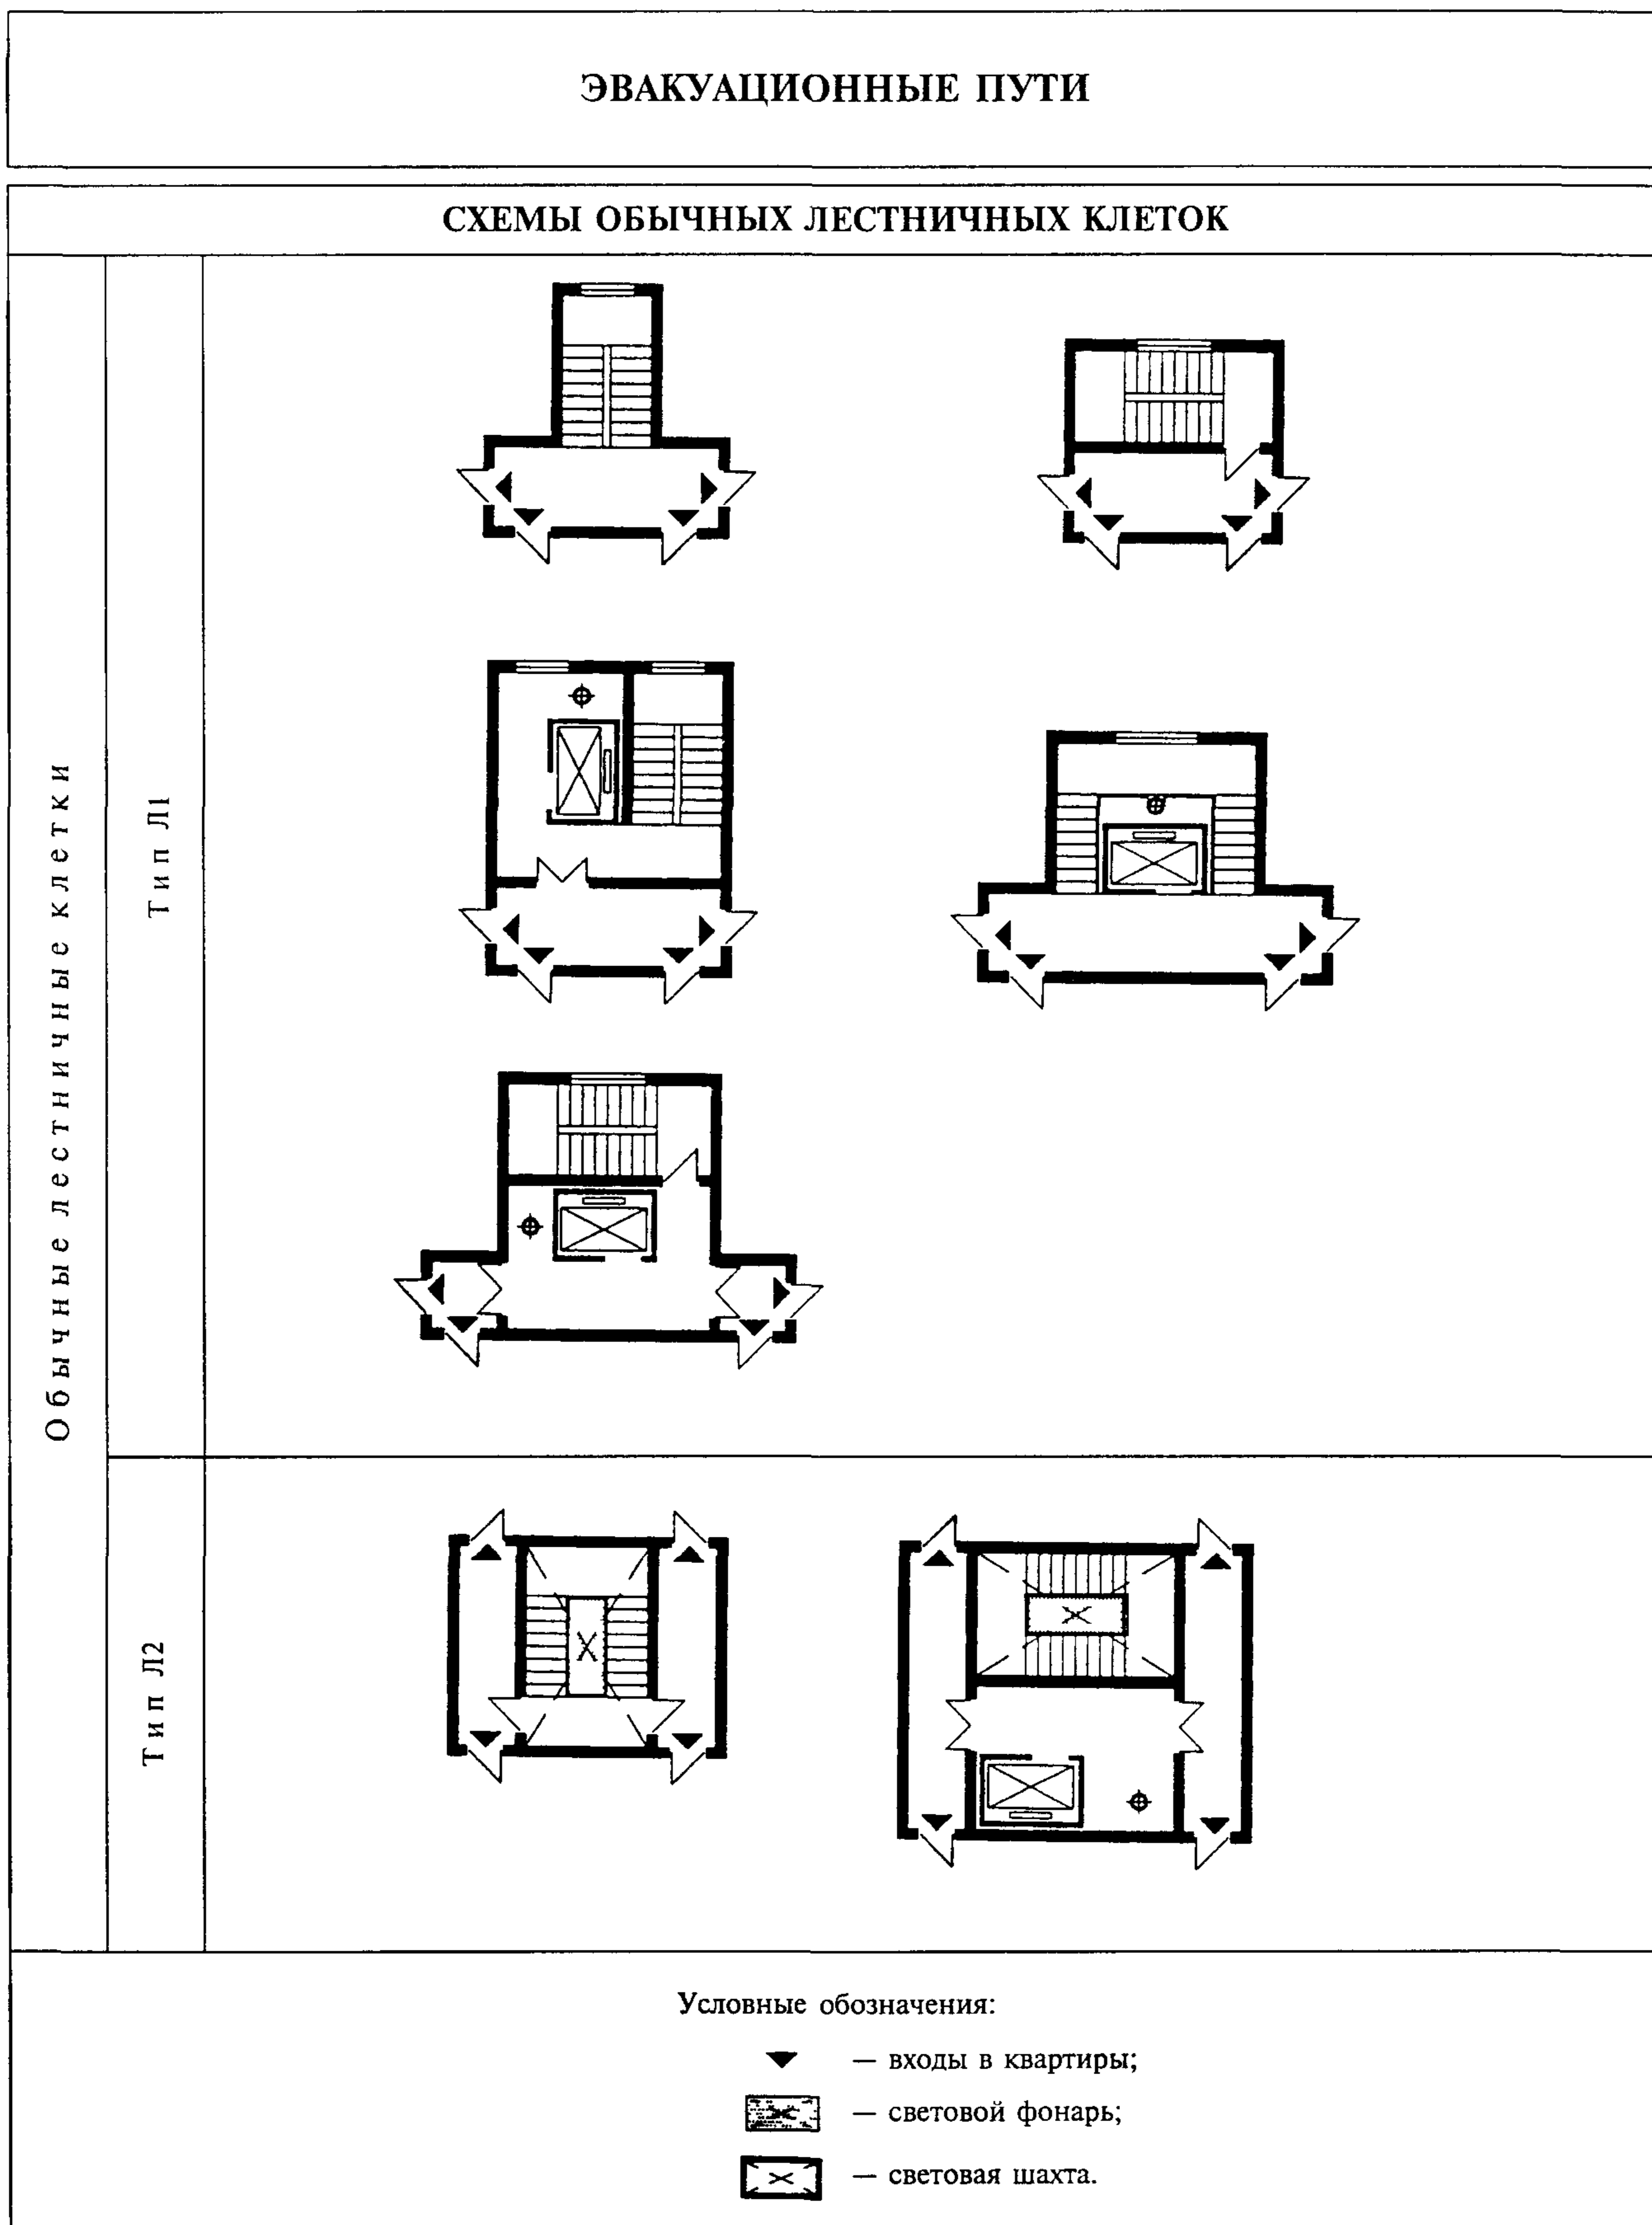 ЭВАКУАЦИОННЫЕ ПУТИ
СХЕМЫ ОБЫЧНЫХ ЛЕСТНИЧНЫХ КЛЕТОК
Обычные лестничные клетки
Тип Л1
Тип Л2
Условные обозначения:
— входы в квартиры;
— световой фонарь;
— световая шахта.